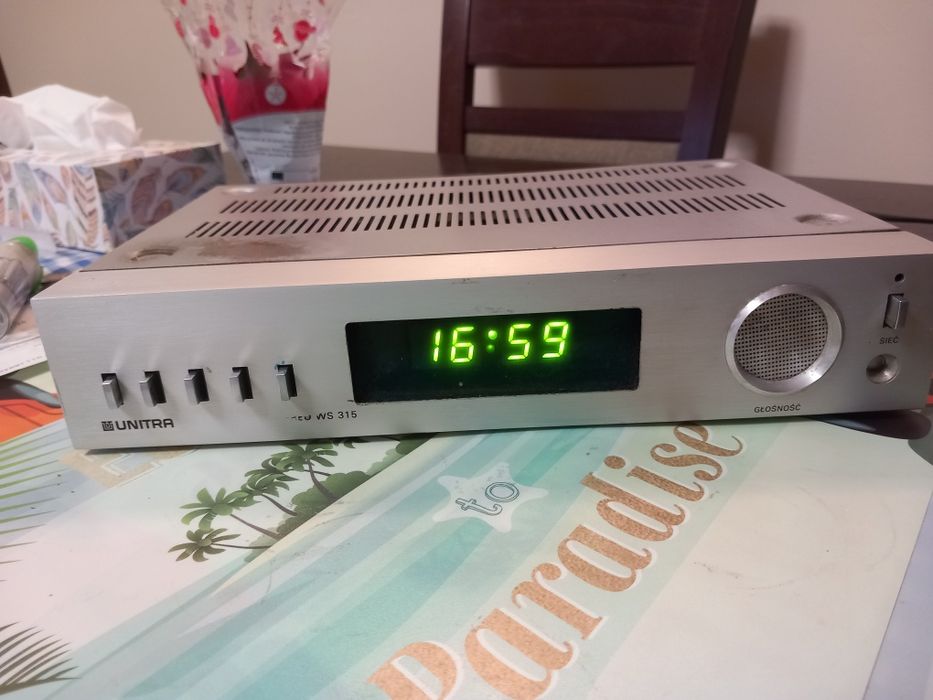 16:59
SIEĆ
GŁOSNOŚĆ
UNITRA
WS 315
to
Paradise